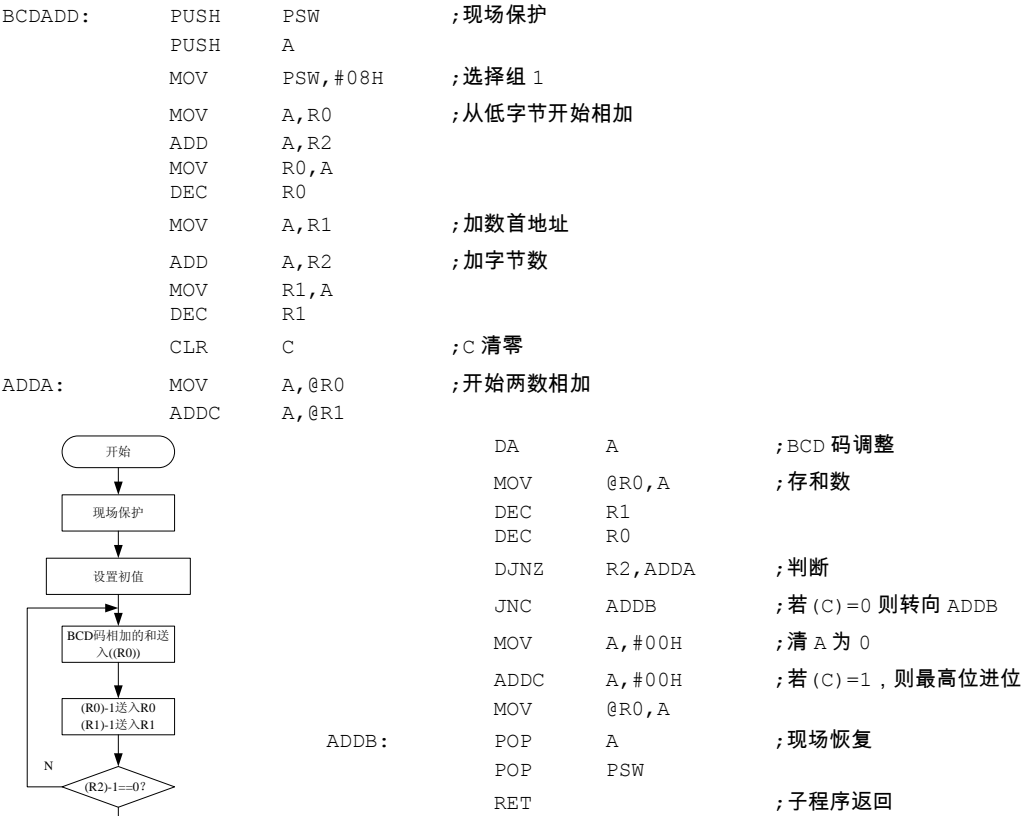 BCDADD: PUSH PSW ;现场保护
PUSH A
MOV PSW,#08H ;选择组 1
MOV A,R0 ;从低字节开始相加
ADD A,R2
MOV R0,A
DEC R0
MOV A,R1 ;加数首地址
ADD A,R2 ;加字节数
MOV R1,A
DEC R1
CLR C ;C 清零
ADDA: MOV A,@R0 ;开始两数相加
ADDC A,@R1
DA A ;BCD 码调整
MOV @R0,A ;存和数
DEC R1
DEC R0
DJNZ R2,ADDA ;判断
JNC ADDB ;若(C)=0 则转向 ADDB
MOV A,#00H ;清 A 为 0
ADDC A,#00H ;若(C)=1，则最高位进位
MOV @R0,A
ADDB: POP A ;现场恢复
POP PSW
RET ;子程序返回
开始
现场保护
设置初值
BCD码相加的和送
入((R0))
(R0)-1送入R0
(R1)-1送入R1
N
(R2)-1==0?